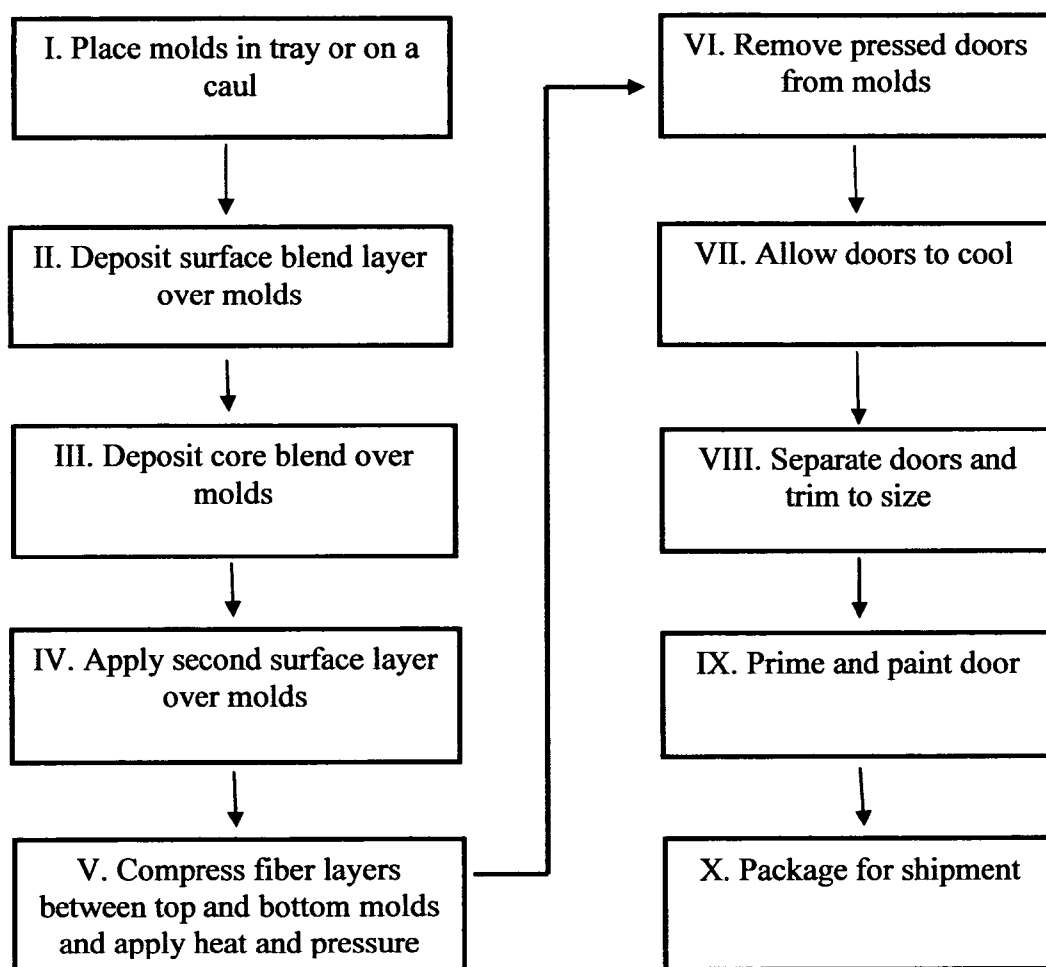 I. Place molds in tray or on a
caul
II. Deposit surface blend layer
over molds
III. Deposit core blend over
molds
IV. Apply second surface layer
over molds
V. Compress fiber layers
between top and bottom molds
and apply heat and pressure
VI. Remove pressed doors
from molds
VII. Allow doors to cool
VIII. Separate doors and
trim to size
IX. Prime and paint door
X. Package for shipment